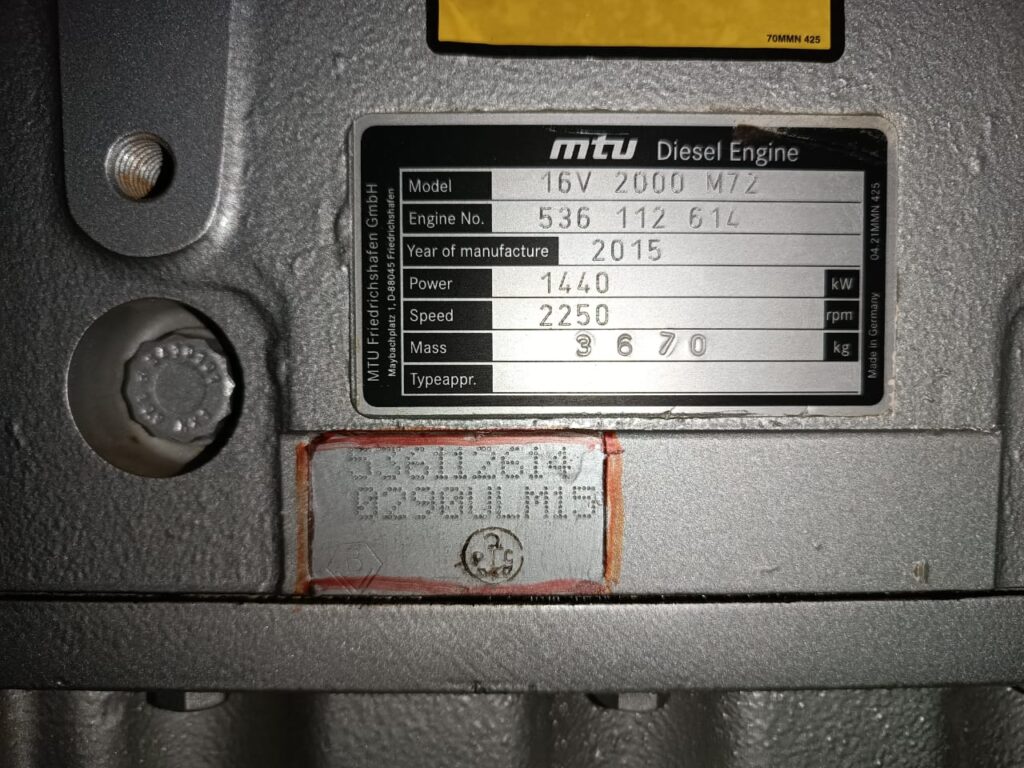 70MMN 425
mtu Diesel Engine
Model 16V 2000 M72
Engine No. 536 112 614
Year of manufacture 2015
Power 1440 kW
Speed 2250 rpm
Mass 3670 kg
Typeappr.
MTU Friedrichshafen GmbH
Maybachplatz 1, D-88045 Friedrichshafen
04.21MMN 425
Made in Germany
536112614
0290ULM15